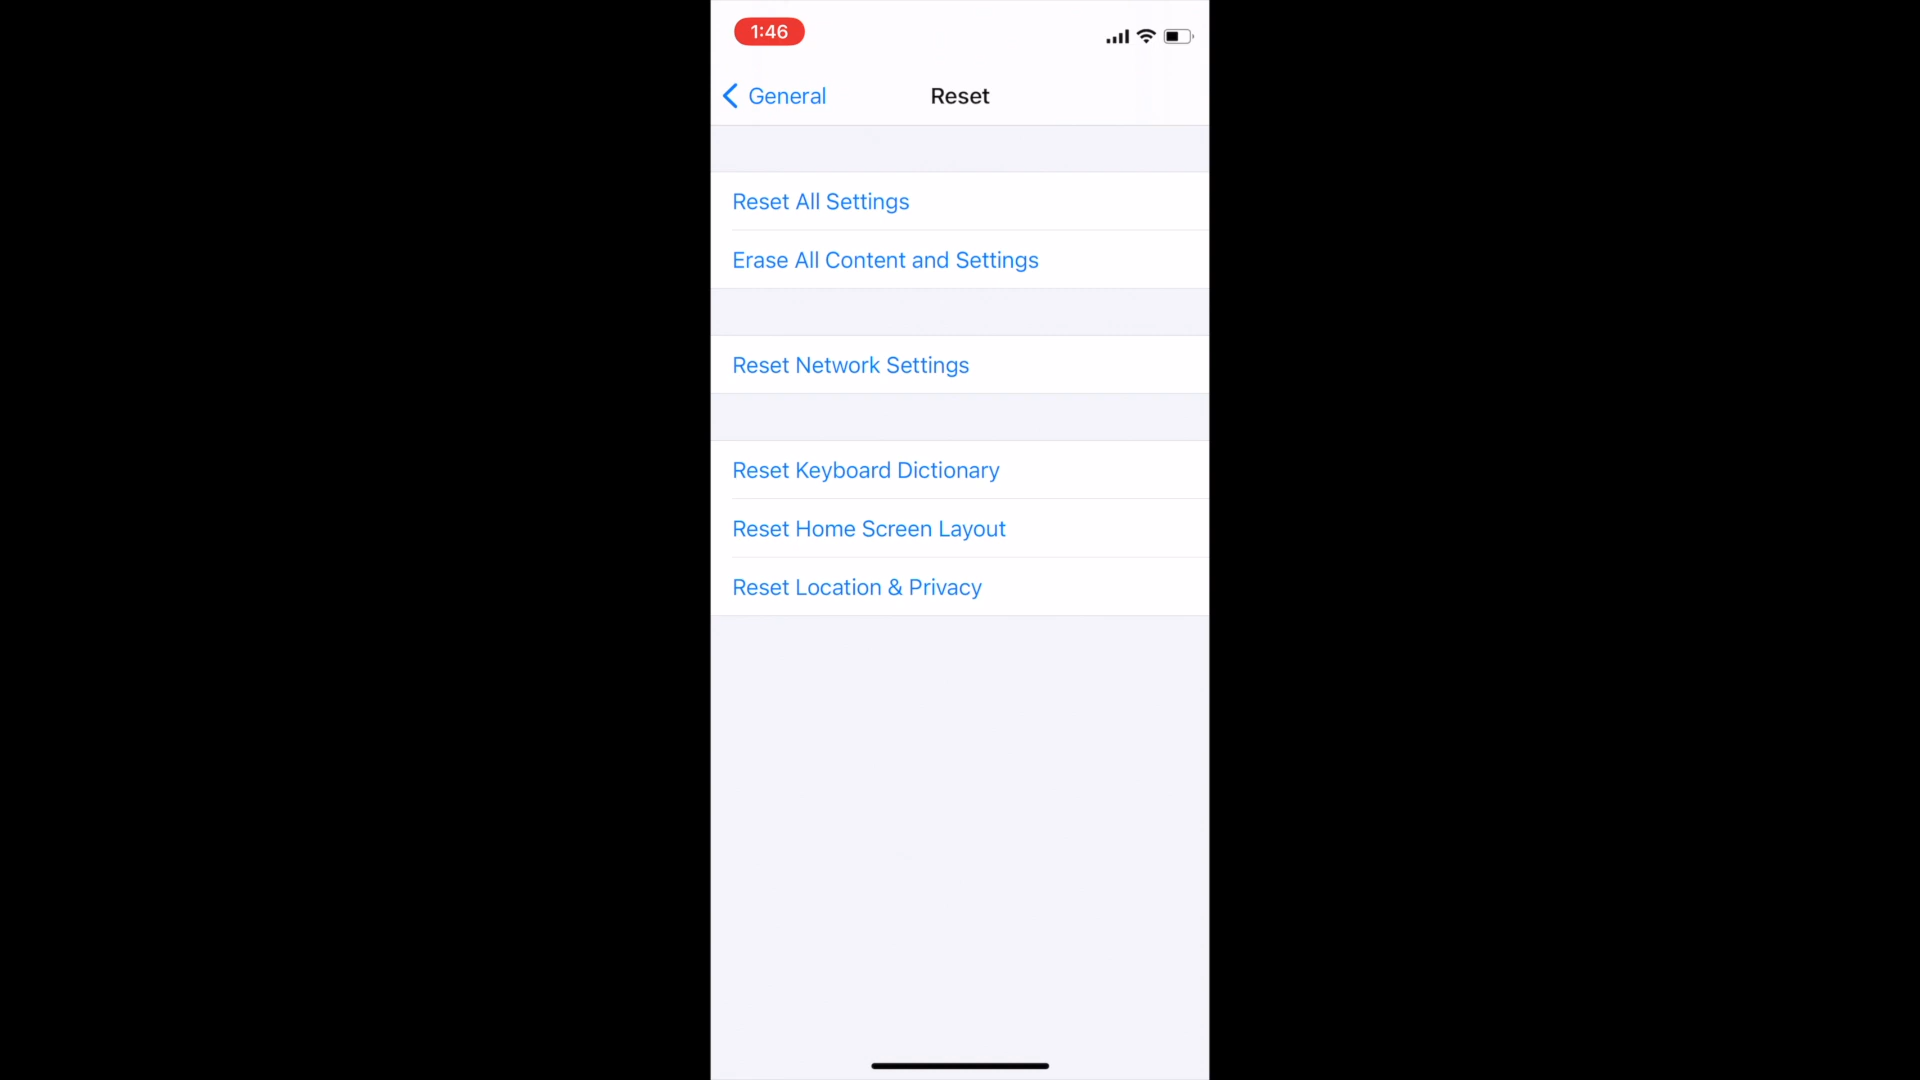 1:46
General
Reset
Reset All Settings
Erase All Content and Settings
Reset Network Settings
Reset Keyboard Dictionary
Reset Home Screen Layout
Reset Location & Privacy